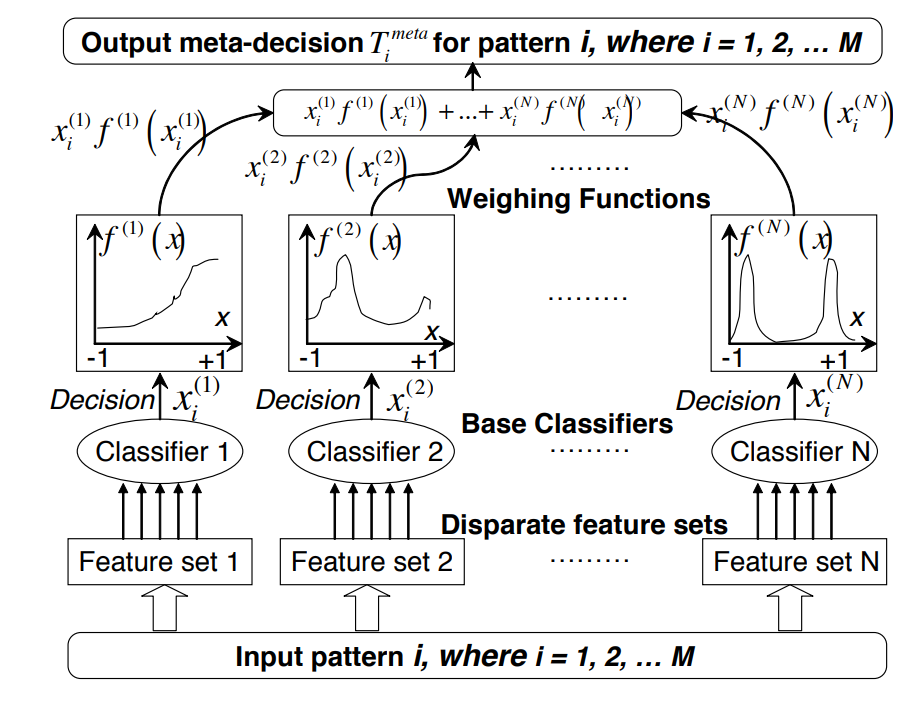 Output meta-decision T_i^{meta} for pattern i, where i = 1, 2, ... M
x_i^{(1)} f^{(1)} (x_i^{(1)}) + ...+ x_i^{(N)} f^{(N)} ( x_i^{(N)})
x_i^{(1)} f^{(1)} (x_i^{(1)})
x_i^{(2)} f^{(2)} (x_i^{(2)})
x_i^{(N)} f^{(N)} (x_i^{(N)})
.........
Weighing Functions
f^{(1)} (x)
x
-1 +1
f^{(2)} (x)
x
-1 +1
.........
f^{(N)} (x)
x
-1 +1
Decision x_i^{(1)}
Decision x_i^{(2)}
Decision x_i^{(N)}
Base Classifiers
Classifier 1
Classifier 2
.........
Classifier N
Disparate feature sets
Feature set 1
Feature set 2
.........
Feature set N
Input pattern i, where i = 1, 2, ... M